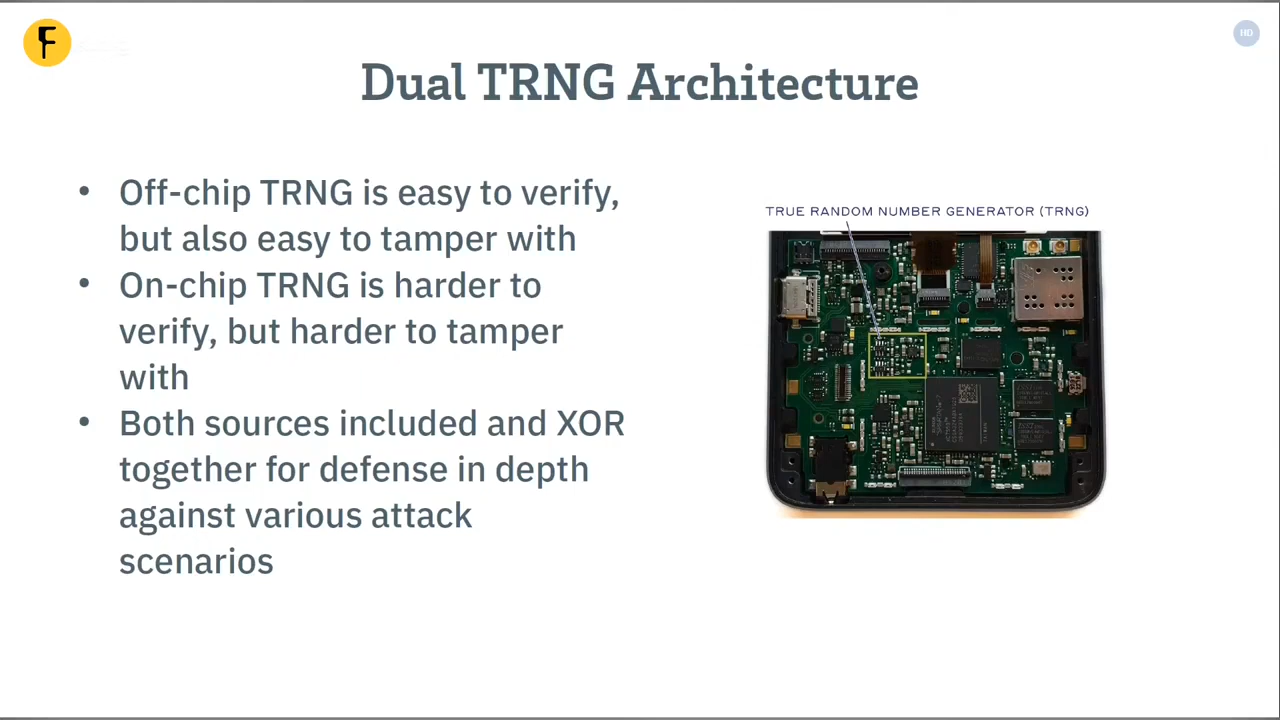 HD
Dual TRNG Architecture
• Off-chip TRNG is easy to verify,
but also easy to tamper with
• On-chip TRNG is harder to
verify, but harder to tamper
with
• Both sources included and XOR
together for defense in depth
against various attack
scenarios
TRUE RANDOM NUMBER GENERATOR (TRNG)